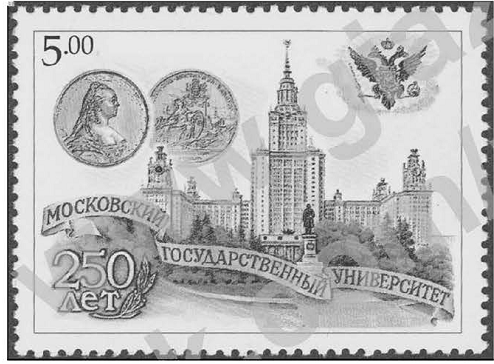 5.00
МОСКОВСКИЙ
ГОСУДАРСТВЕННЫЙ
УНИВЕРСИТЕТ
250
ЛЕТ